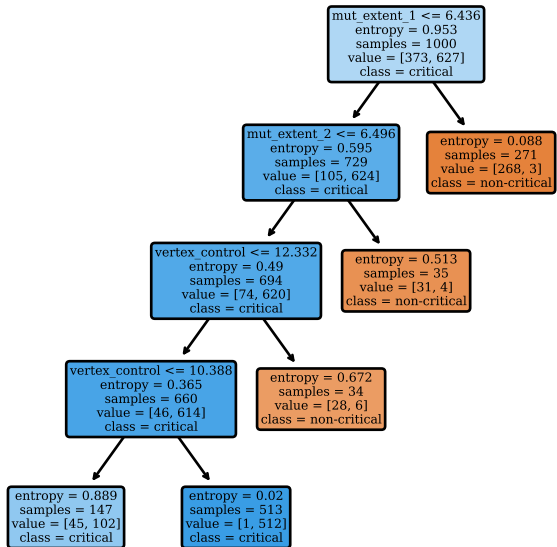 mut_extent_1 <= 6.436
entropy = 0.953
samples = 1000
value = [373, 627]
class = critical
mut_extent_2 <= 6.496
entropy = 0.595
samples = 729
value = [105, 624]
class = critical
entropy = 0.088
samples = 271
value = [268, 3]
class = non-critical
vertex_control <= 12.332
entropy = 0.49
samples = 694
value = [74, 620]
class = critical
entropy = 0.513
samples = 35
value = [31, 4]
class = non-critical
vertex_control <= 10.388
entropy = 0.365
samples = 660
value = [46, 614]
class = critical
entropy = 0.672
samples = 34
value = [28, 6]
class = non-critical
entropy = 0.889
samples = 147
value = [45, 102]
class = critical
entropy = 0.02
samples = 513
value = [1, 512]
class = critical